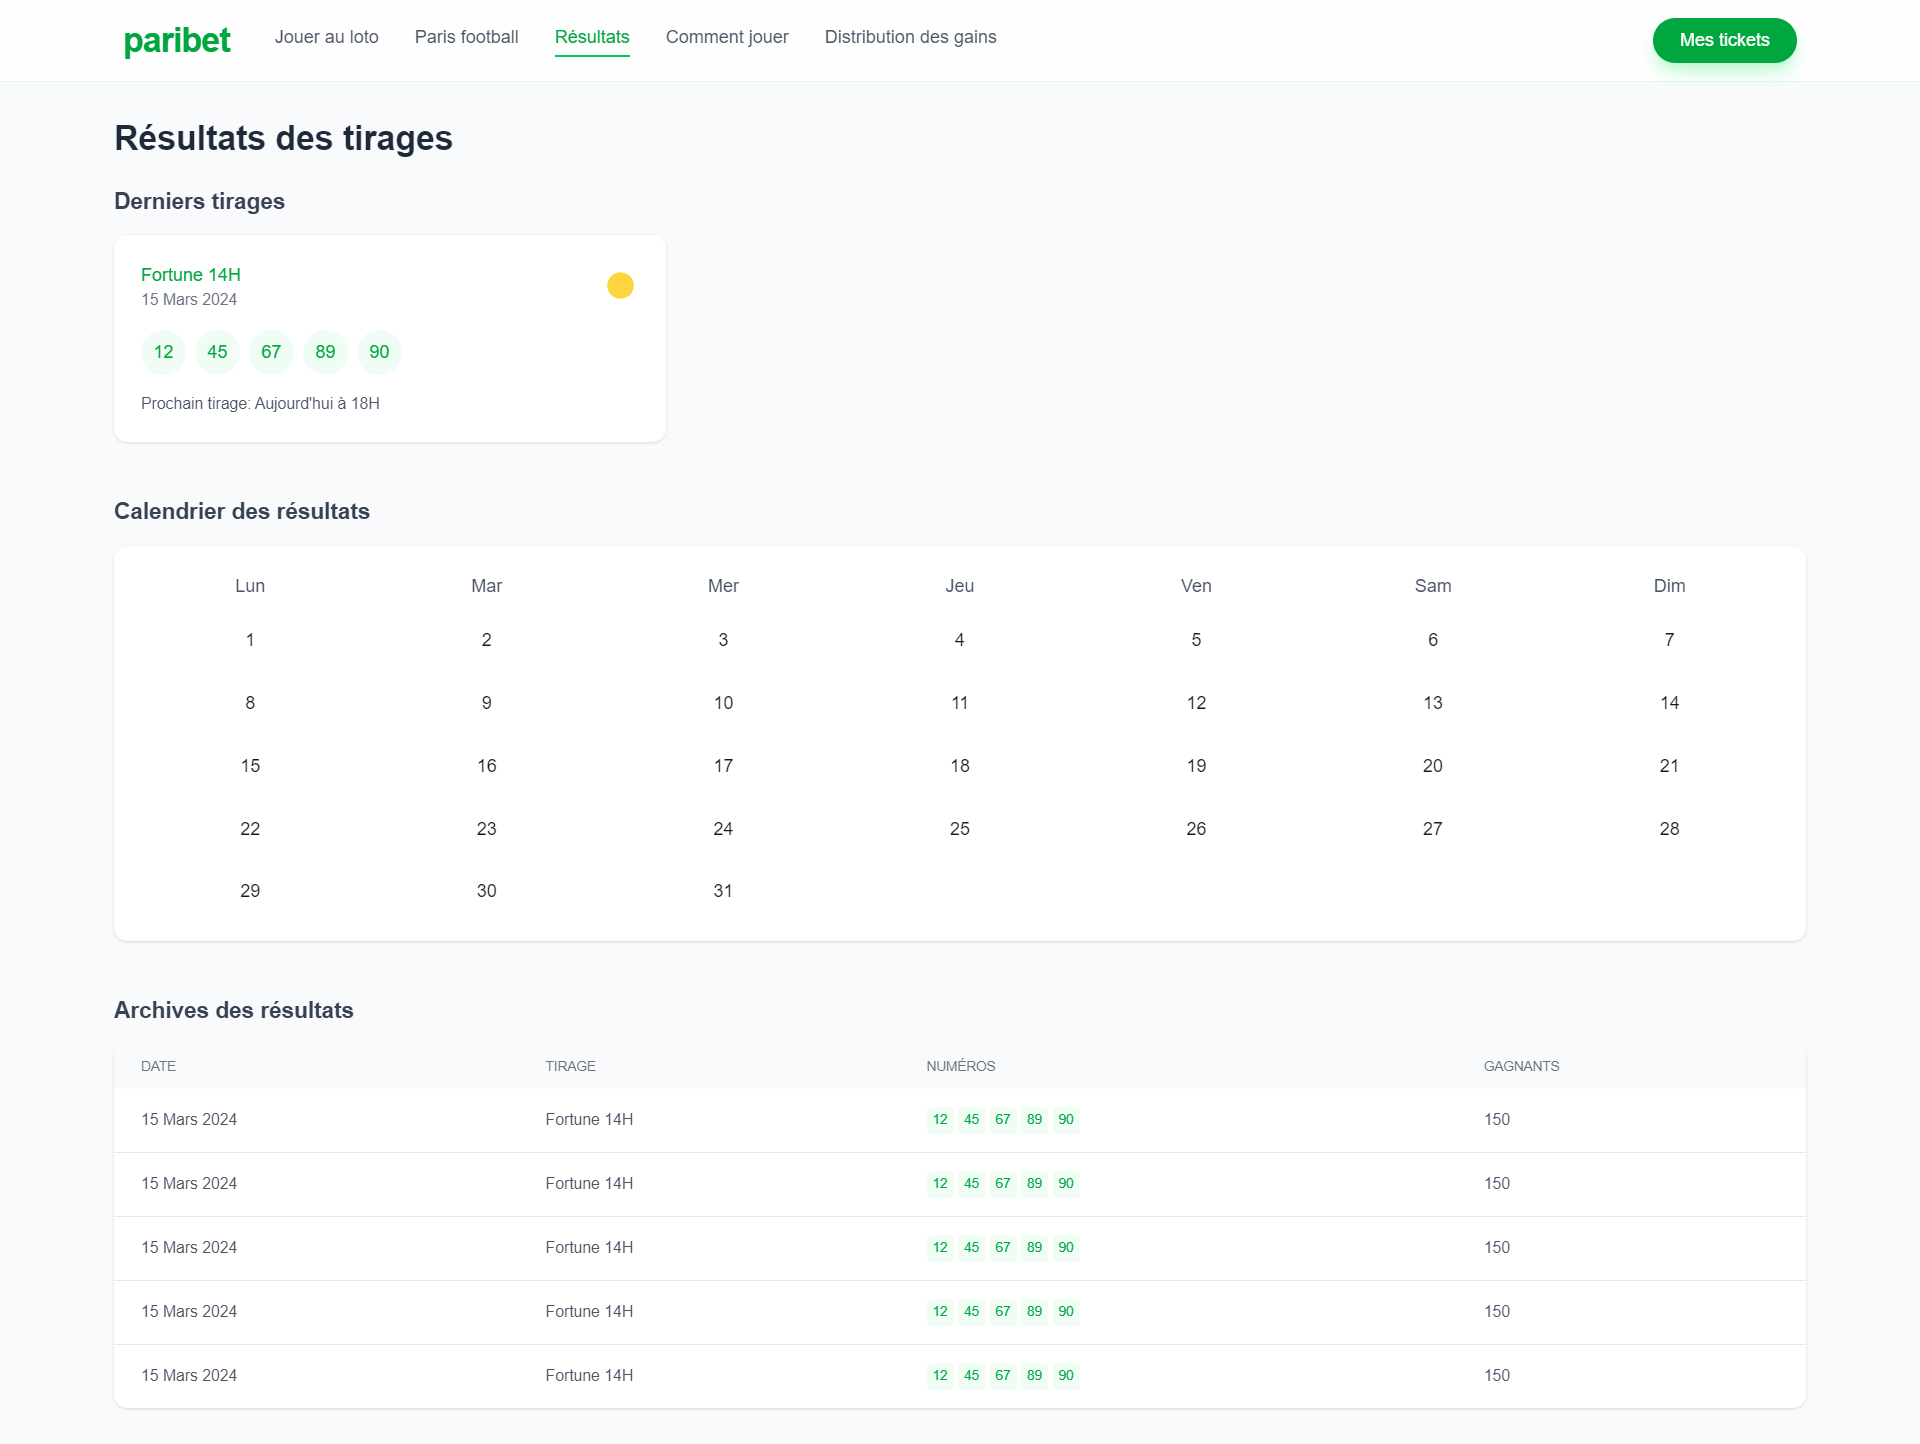 paribet
Jouer au loto
Paris football
Résultats
Comment jouer
Distribution des gains
Mes tickets
Résultats des tirages
Derniers tirages
Fortune 14H
15 Mars 2024
12 45 67 89 90
Prochain tirage: Aujourd'hui à 18H
Calendrier des résultats
Lun Mar Mer Jeu Ven Sam Dim
1 2 3 4 5 6 7
8 9 10 11 12 13 14
15 16 17 18 19 20 21
22 23 24 25 26 27 28
29 30 31
Archives des résultats
DATE TIRAGE NUMÉROS GAGNANTS
15 Mars 2024 Fortune 14H 12 45 67 89 90 150
15 Mars 2024 Fortune 14H 12 45 67 89 90 150
15 Mars 2024 Fortune 14H 12 45 67 89 90 150
15 Mars 2024 Fortune 14H 12 45 67 89 90 150
15 Mars 2024 Fortune 14H 12 45 67 89 90 150